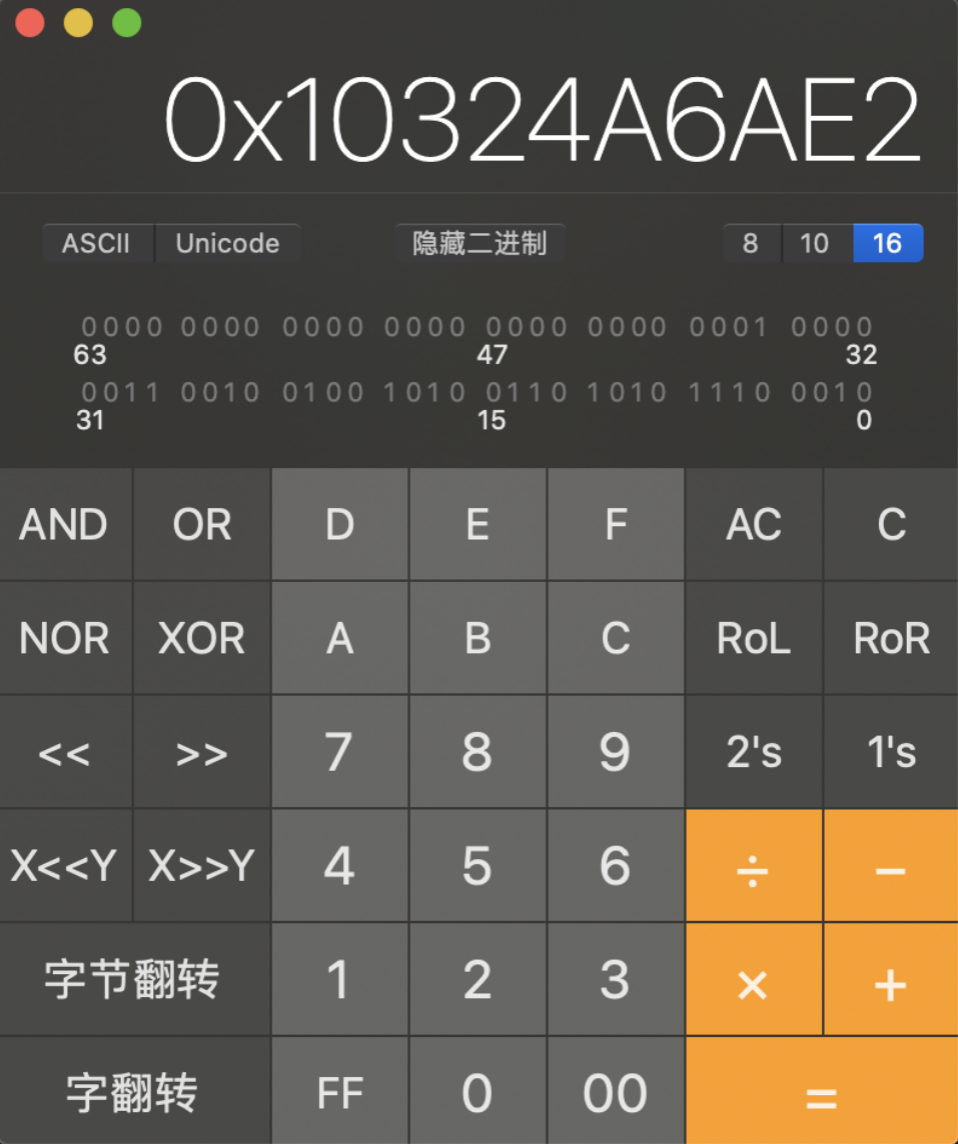 0x10324A6AE2
ASCII Unicode 隐藏二进制 8 10 16
0000 0000 0000 0000 0000 0000 0001 0000
63 47 32
0011 0010 0100 1010 0110 1010 1110 0010
31 15 0
AND OR D E F AC C
NOR XOR A B C RoL RoR
<< >> 7 8 9 2's 1's
X<<Y X>>Y 4 5 6 ÷ −
字节翻转 1 2 3 × +
字翻转 FF 0 00 =